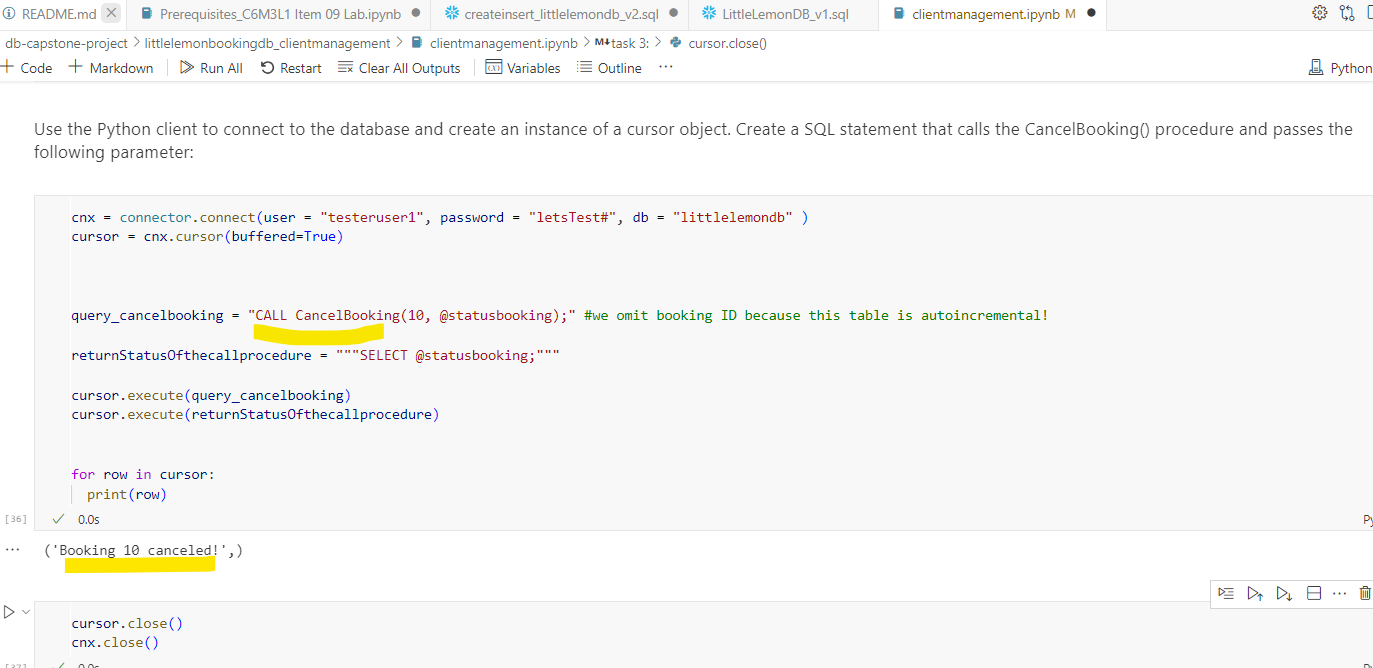 README.md
Prerequisites_C6M3L1 Item 09 Lab.ipynb
createinsert_littlelemondb_v2.sql
LittleLemonDB_v1.sql
clientmanagement.ipynb M
db-capstone-project > littlelemonbookingdb_clientmanagement > clientmanagement.ipynb > M↓task 3: > cursor.close()
+ Code + Markdown Run All Restart Clear All Outputs Variables Outline ... Python
Use the Python client to connect to the database and create an instance of a cursor object. Create a SQL statement that calls the CancelBooking() procedure and passes the
following parameter:
cnx = connector.connect(user = "testeruser1", password = "letsTest#", db = "littlelemondb" )
cursor = cnx.cursor(buffered=True)
query_cancelbooking = "CALL CancelBooking(10, @statusbooking);" #we omit booking ID because this table is autoincremental!
returnStatusOfthecallprocedure = """SELECT @statusbooking;"""
cursor.execute(query_cancelbooking)
cursor.execute(returnStatusOfthecallprocedure)
for row in cursor:
print(row)
[36] 0.0s Py
... ('Booking 10 canceled!',)
cursor.close()
cnx.close()
[37] 0.0s